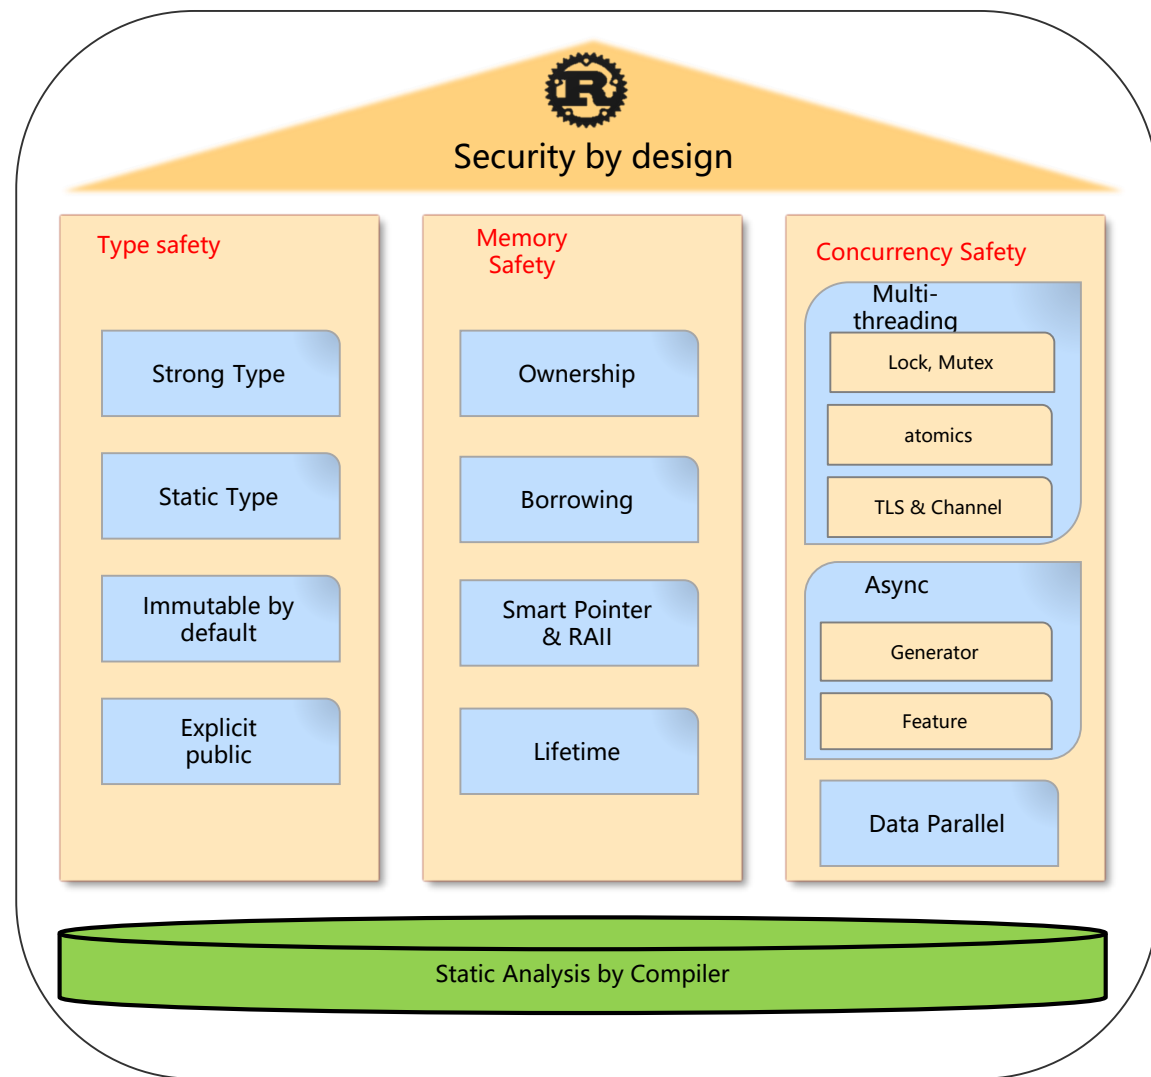 R
Security by design
Type safety
Strong Type
Static Type
Immutable by
default
Explicit
public
Memory
Safety
Ownership
Borrowing
Smart Pointer
& RAII
Lifetime
Concurrency Safety
Multi-
threading
Lock, Mutex
atomics
TLS & Channel
Async
Generator
Feature
Data Parallel
Static Analysis by Compiler